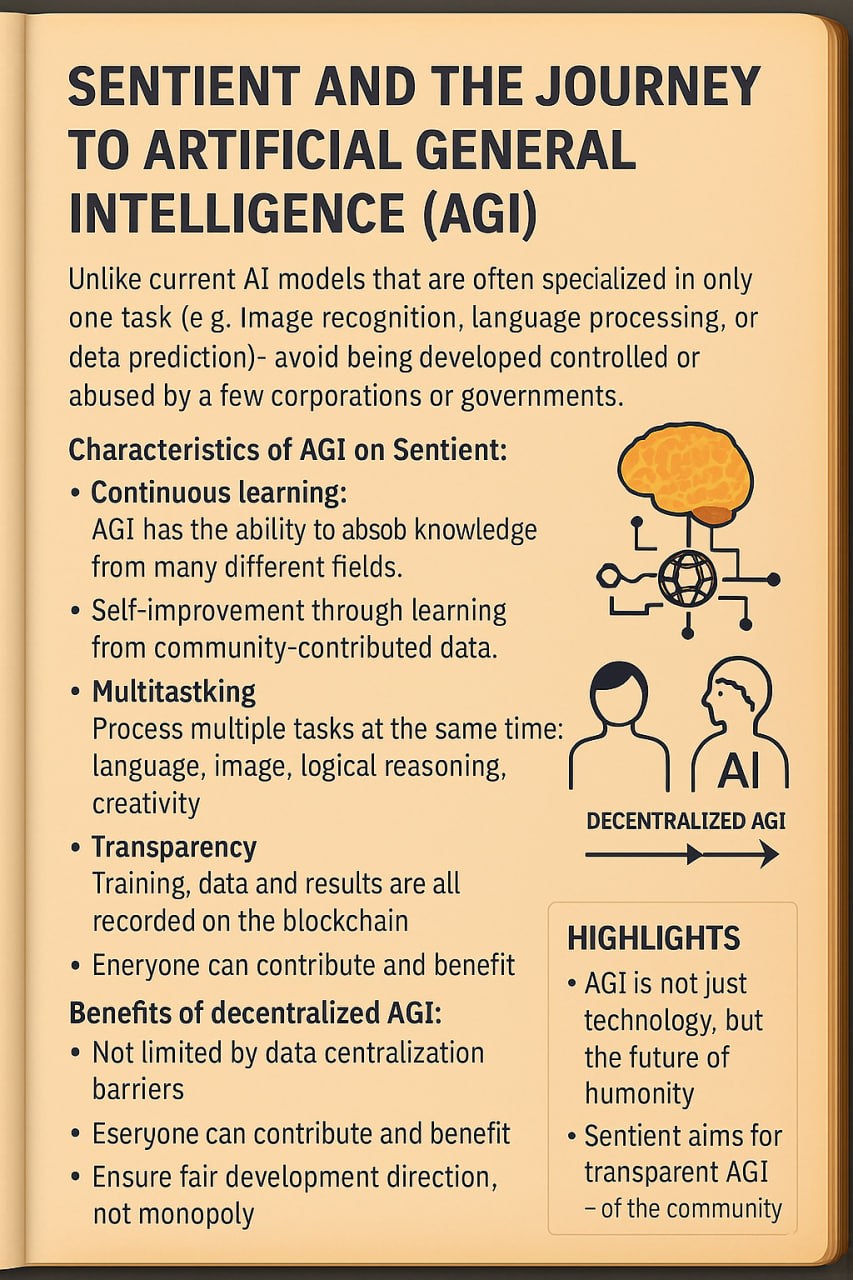 SENTIENT AND THE JOURNEY
TO ARTIFICIAL GENERAL
INTELLIGENCE (AGI)
Unlike current AI models that are often specialized in only
one task (e g. Image recognition, language processing, or
deta prediction)- avoid being developed controlled or
abused by a few corporations or governments.
Characteristics of AGI on Sentient:
• Continuous learning:
AGI has the ability to absob knowledge
from many different fields.
• Self-improvement through learning
from community-contributed data.
• Multitastking
Process multiple tasks at the same time:
language, image, logical reasoning,
creativity
• Transparency
Training, data and results are all
recorded on the blockchain
• Eneryone can contribute and benefit
Benefits of decentralized AGI:
• Not limited by data centralization
barriers
• Eseryone can contribute and benefit
• Ensure fair development direction,
not monopoly
AI
DECENTRALIZED AGI
HIGHLIGHTS
• AGI is not just
technology, but
the future of
humonity
• Sentient aims for
transparent AGI
– of the community